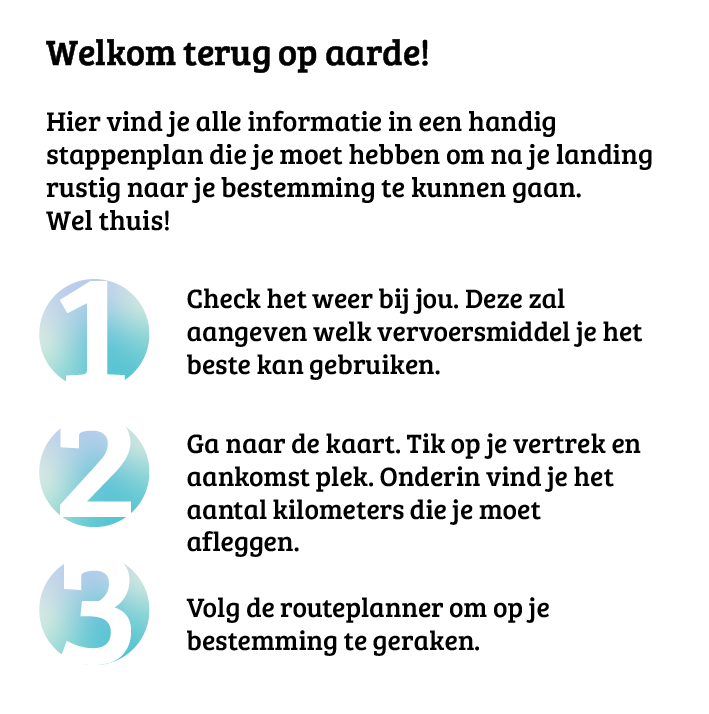 Welkom terug op aarde!
Hier vind je alle informatie in een handig
stappenplan die je moet hebben om na je landing
rustig naar je bestemming te kunnen gaan.
Wel thuis!
1
Check het weer bij jou. Deze zal
aangeven welk vervoersmiddel je het
beste kan gebruiken.
2
Ga naar de kaart. Tik op je vertrek en
aankomst plek. Onderin vind je het
aantal kilometers die je moet
afleggen.
3
Volg de routeplanner om op je
bestemming te geraken.